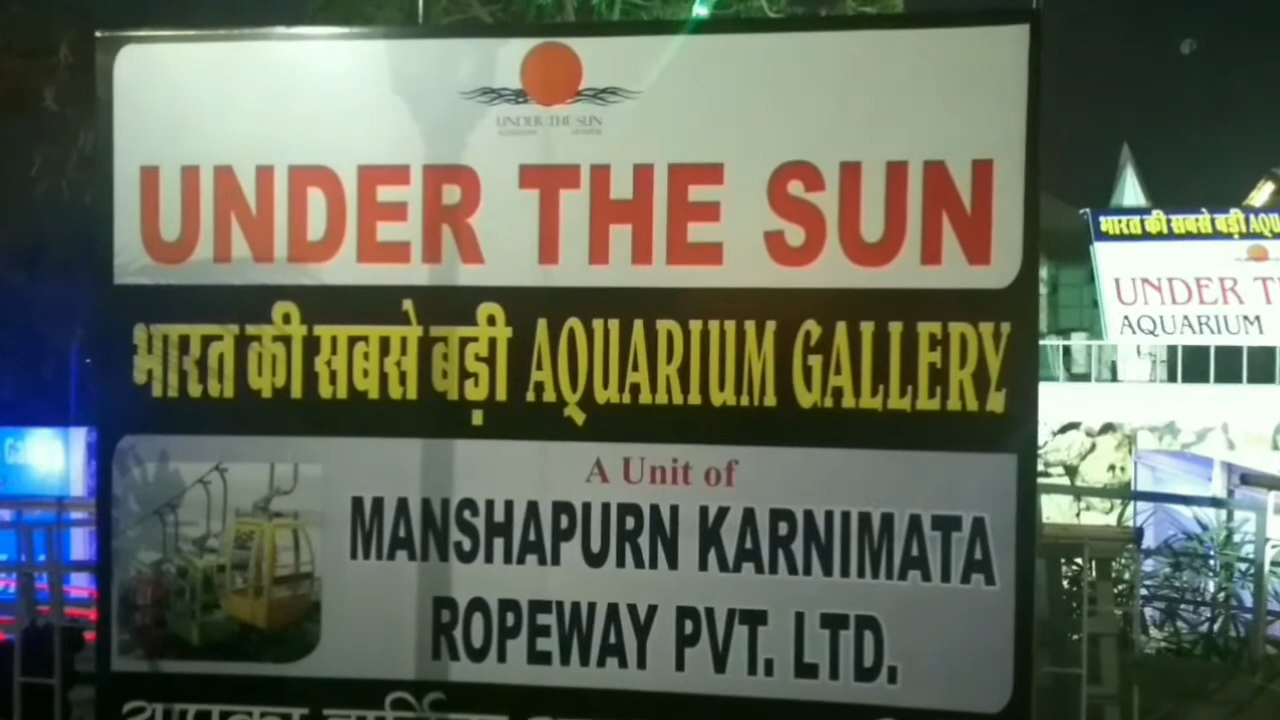 UNDER THE SUN
UNDER THE SUN
भारत की सबसे बड़ी AQUARIUM GALLERY
A Unit of
MANSHAPURN KARNIMATA
ROPEWAY PVT. LTD.
भारत की सबसे बड़ी AQU
UNDER T
AQUARIUM